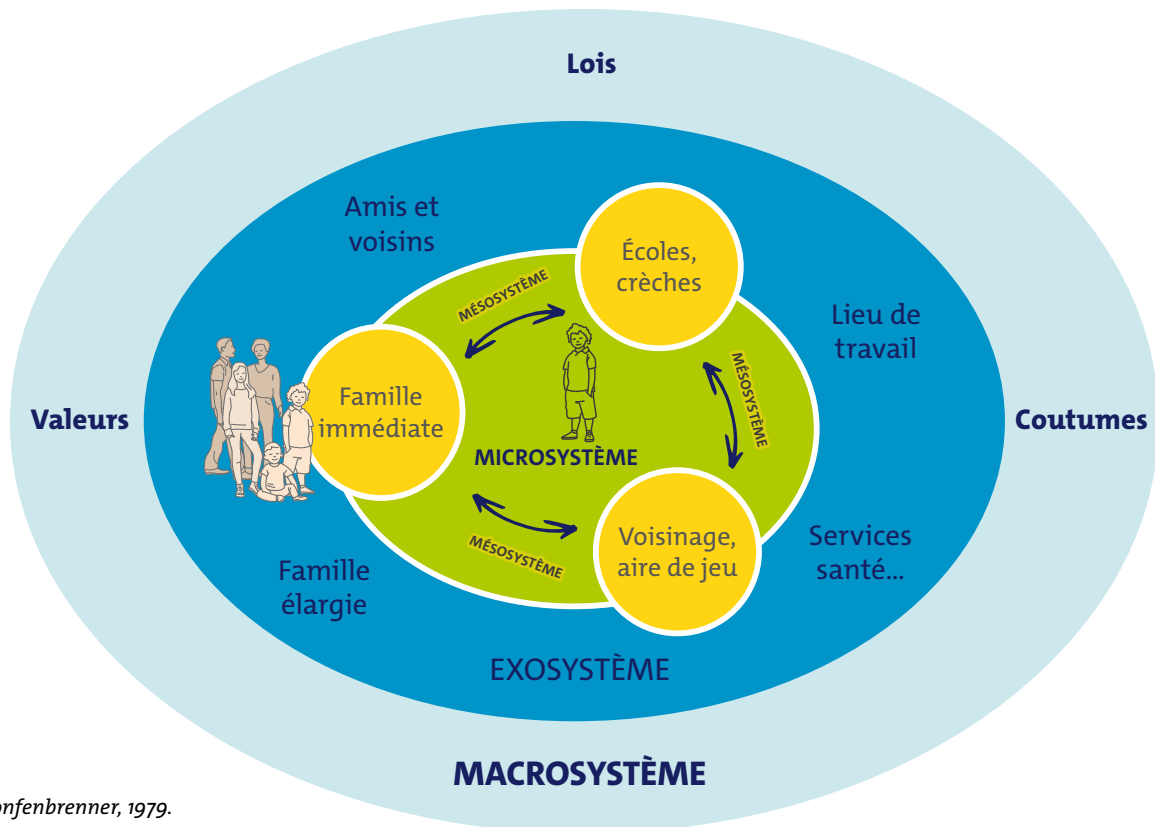 Lois
Amis et
voisins
Écoles,
crèches
MÉSOSYSTÈME
Lieu de
travail
MÉSOSYSTÈME
Valeurs
Famille
immédiate
MICROSYSTÈME
Coutumes
MÉSOSYSTÈME
Voisinage,
aire de jeu
Services
santé...
Famille
élargie
EXOSYSTÈME
MACROSYSTÈME
onfenbrenner, 1979.